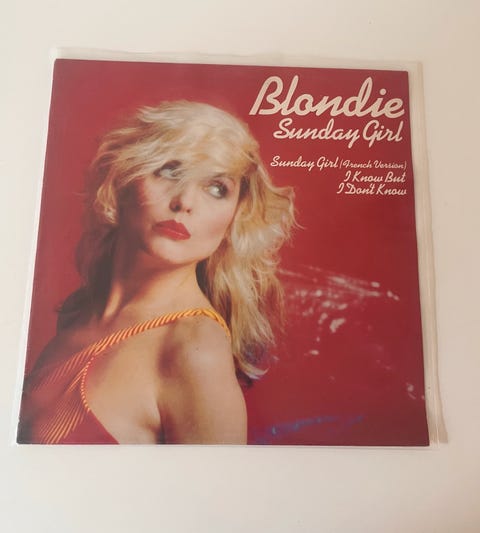 Blondie
Sunday Girl
Sunday Girl (French Version)
I Know But
I Don't Know